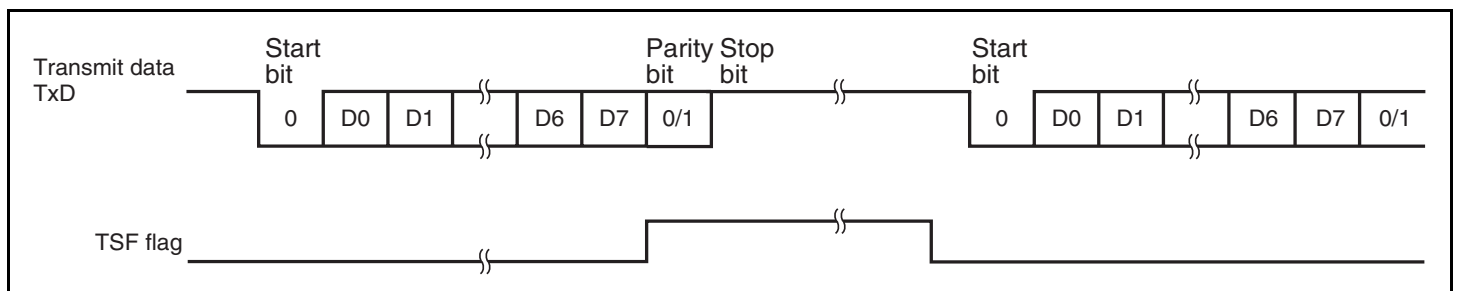 Start
bit
Parity Stop
bit bit
Start
bit
Transmit data
TxD
0 D0 D1 D6 D7 0/1 0 D0 D1 D6 D7 0/1
TSF flag